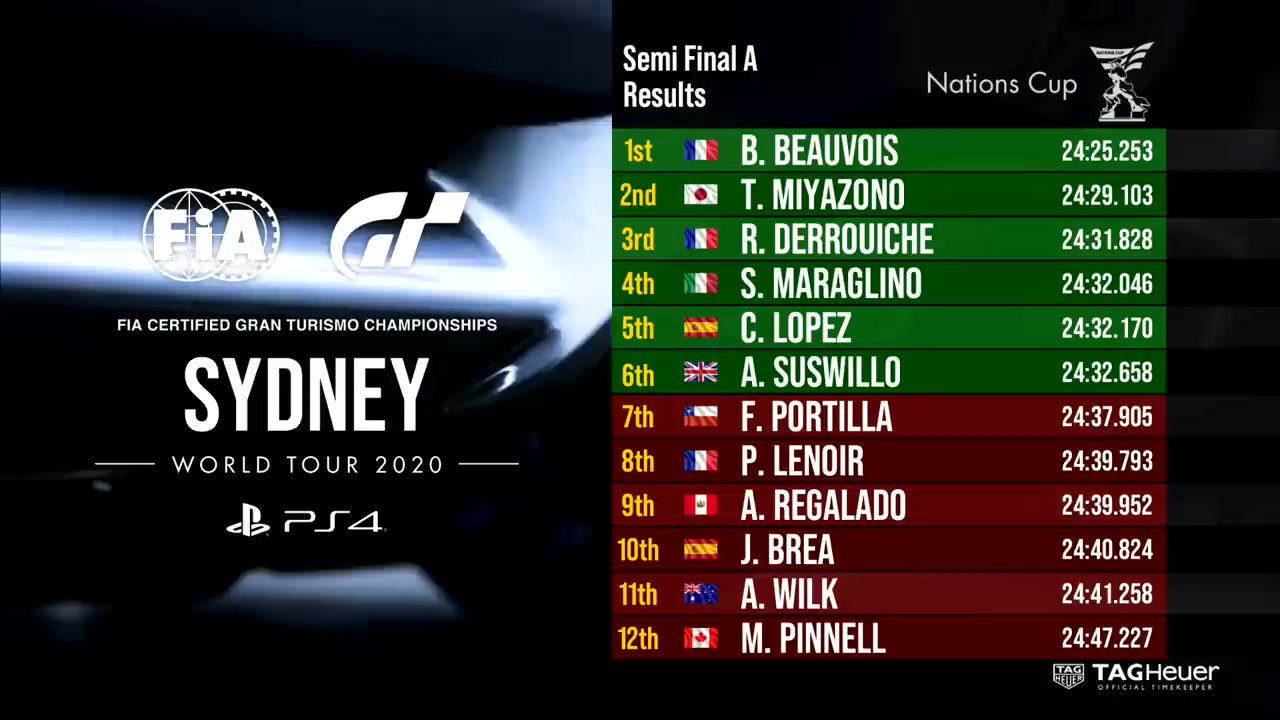 FiA
FIA CERTIFIED GRAN TURISMO CHAMPIONSHIPS
SYDNEY
WORLD TOUR 2020
PS4
Semi Final A
Results
Nations Cup
NATIONS CUP
1st B. BEAUVOIS 24:25.253
2nd T. MIYAZONO 24:29.103
3rd R. DERROUICHE 24:31.828
4th S. MARAGLINO 24:32.046
5th C. LOPEZ 24:32.170
6th A. SUSWILLO 24:32.658
7th F. PORTILLA 24:37.905
8th P. LENOIR 24:39.793
9th A. REGALADO 24:39.952
10th J. BREA 24:40.824
11th A. WILK 24:41.258
12th M. PINNELL 24:47.227
TAG HEUER
TAGHeuer
OFFICIAL TIMEKEEPER